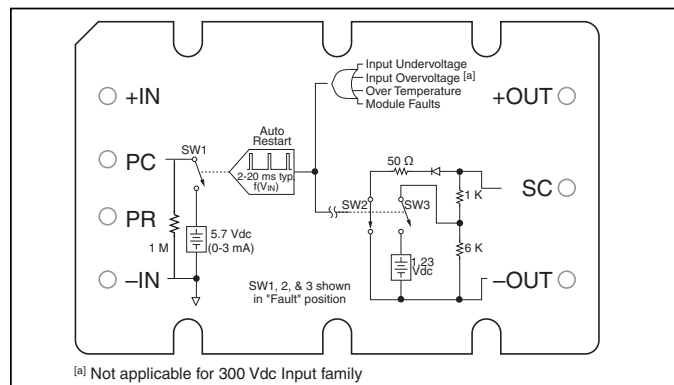 Input Undervoltage
Input Overvoltage [a]
Over Temperature
Module Faults
+IN
+OUT
PC
SW1
Auto
Restart
2-20 ms typ.
f(VIN)
50 Ω
SC
1 K
PR
SW2
SW3
1 M
5.7 Vdc
(0-3 mA)
6 K
1.23
Vdc
–IN
–OUT
SW1, 2, & 3 shown
in "Fault" position
[a] Not applicable for 300 Vdc Input family